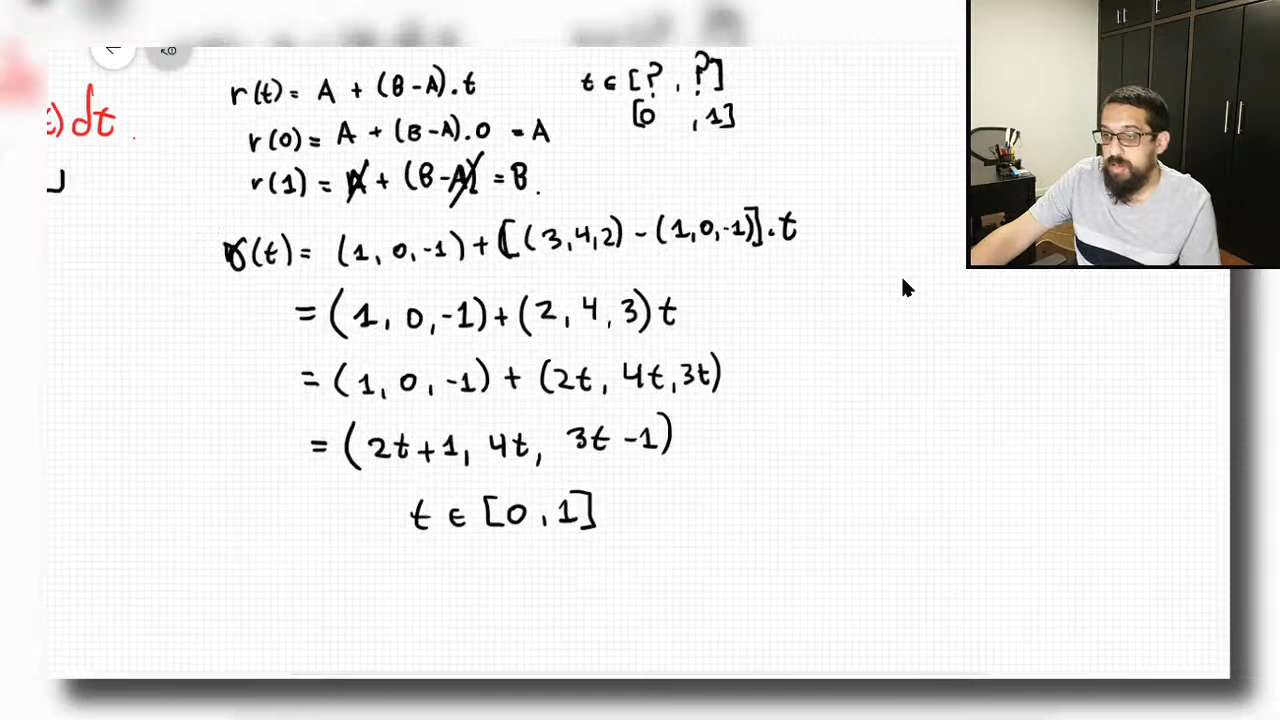 t) dt.
r(t) = A + (B-A).t
t ∈ [?, ?]
[0, 1]
r(0) = A + (B-A).0 = A
r(1) = A + (B-A) = B.
γ(t) = (1, 0, -1) + [(3, 4, 2) - (1, 0, -1)].t
= (1, 0, -1) + (2, 4, 3)t
= (1, 0, -1) + (2t, 4t, 3t)
= (2t+1, 4t, 3t-1)
t ∈ [0, 1]